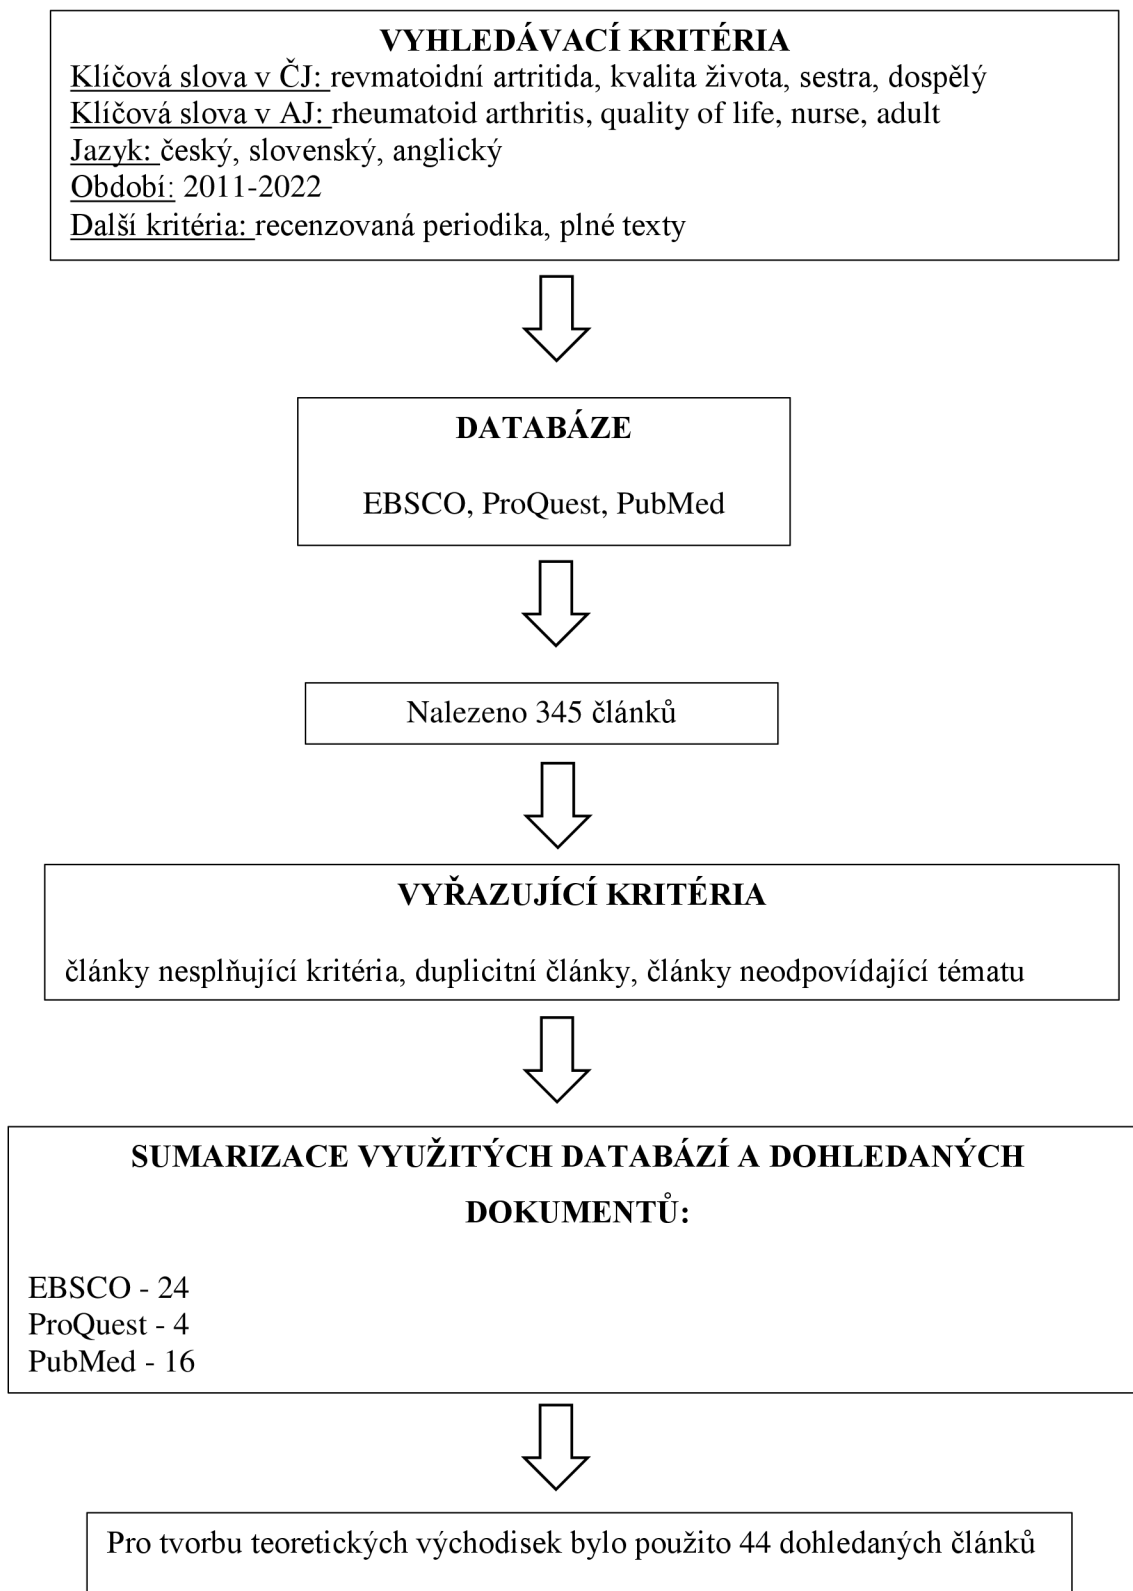 VYHLEDÁVACÍ KRITÉRIA
Klíčová slova v ČJ: revmatoidní artritida, kvalita života, sestra, dospělý
Klíčová slova v AJ: rheumatoid arthritis, quality of life, nurse, adult
Jazyk: český, slovenský, anglický
Období: 2011-2022
Další kritéria: recenzovaná periodika, plné texty
DATABÁZE
EBSCO, ProQuest, PubMed
Nalezeno 345 článků
VYŘAZUJÍCÍ KRITÉRIA
články nesplňující kritéria, duplicitní články, články neodpovídající tématu
SUMARIZACE VYUŽITÝCH DATABÁZÍ A DOHLEDANÝCH
DOKUMENTŮ:
EBSCO - 24
ProQuest - 4
PubMed - 16
Pro tvorbu teoretických východisek bylo použito 44 dohledaných článků